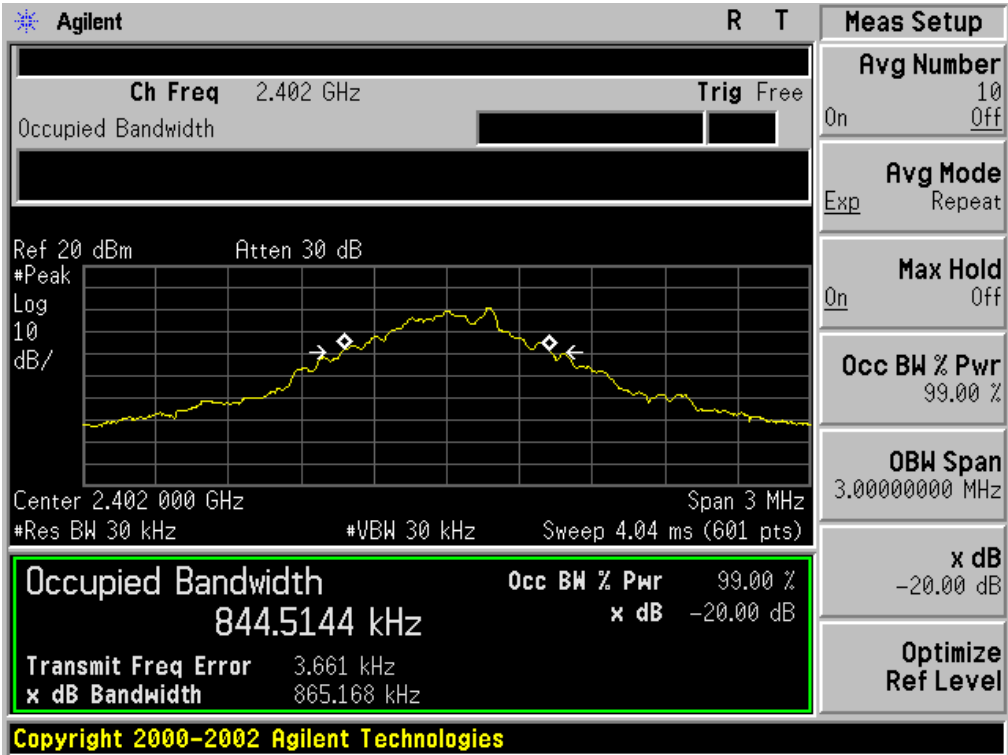 Agilent R T
Ch Freq 2.402 GHz Trig Free
Occupied Bandwidth
Ref 20 dBm Atten 30 dB
#Peak
Log
10
dB/
Center 2.402 000 GHz Span 3 MHz
#Res BW 30 kHz #VBW 30 kHz Sweep 4.04 ms (601 pts)
Occupied Bandwidth
844.5144 kHz
Occ BW % Pwr 99.00 %
x dB -20.00 dB
Transmit Freq Error 3.661 kHz
x dB Bandwidth 865.168 kHz
Copyright 2000-2002 Agilent Technologies
Meas Setup
Avg Number
10
On Off
Avg Mode
Exp Repeat
Max Hold
On Off
Occ BW % Pwr
99.00 %
OBW Span
3.00000000 MHz
x dB
-20.00 dB
Optimize
Ref Level